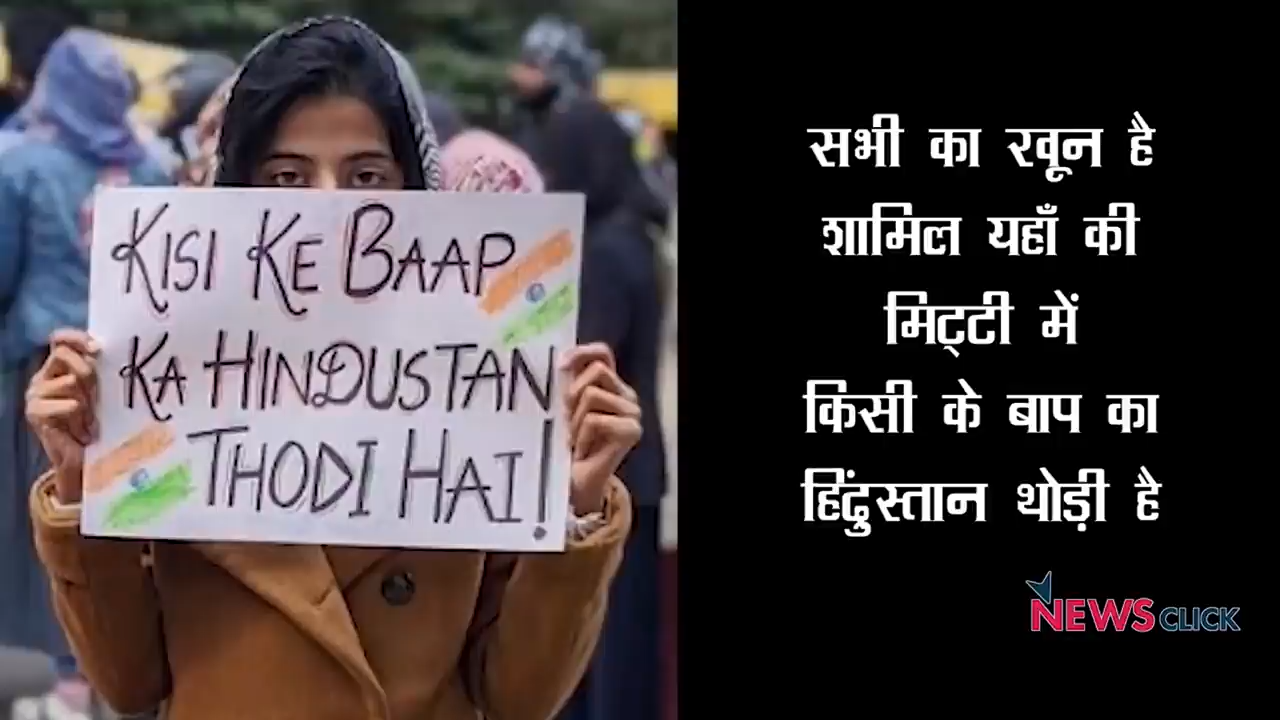 KISI KE BAAP
KA HINDUSTAN
THODI HAI!
सभी का खून है
शामिल यहाँ की
मिट्टी में
किसी के बाप का
हिंदुस्तान थोड़ी है
NEWSCLICK